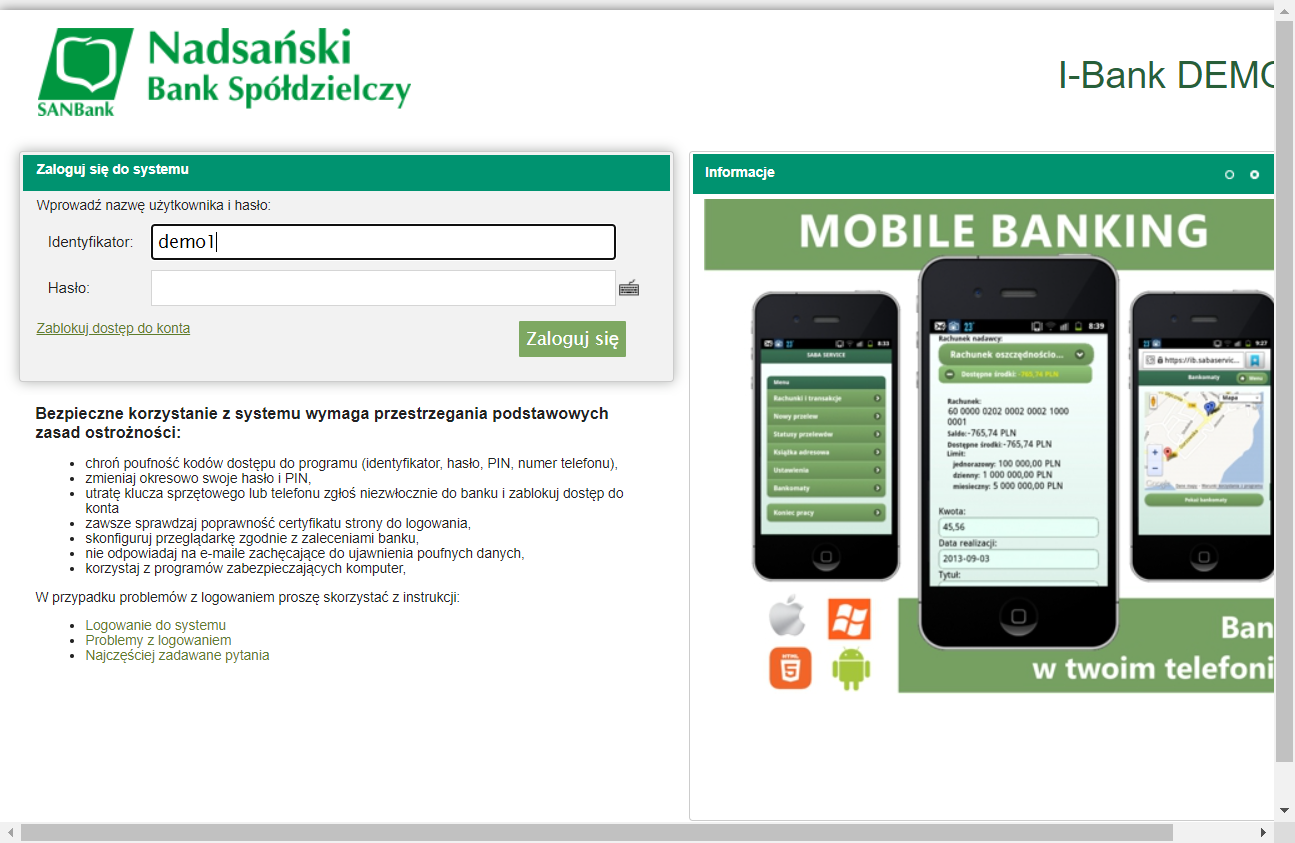 Nadsański
Bank Spółdzielczy
SANBank
I-Bank DEMO
Zaloguj się do systemu
Wprowadź nazwę użytkownika i hasło:
Identyfikator:
demo1
Hasło:
Zablokuj dostęp do konta
Zaloguj się
Bezpieczne korzystanie z systemu wymaga przestrzegania podstawowych
zasad ostrożności:
• chroń poufność kodów dostępu do programu (identyfikator, hasło, PIN, numer telefonu),
• zmieniaj okresowo swoje hasło i PIN,
• utratę klucza sprzętowego lub telefonu zgłoś niezwłocznie do banku i zablokuj dostęp do
konta
• zawsze sprawdzaj poprawność certyfikatu strony do logowania,
• skonfiguruj przeglądarkę zgodnie z zaleceniami banku,
• nie odpowiadaj na e-maile zachęcające do ujawnienia poufnych danych,
• korzystaj z programów zabezpieczających komputer,
W przypadku problemów z logowaniem proszę skorzystać z instrukcji:
• Logowanie do systemu
• Problemy z logowaniem
• Najczęściej zadawane pytania
Informacje
MOBILE BANKING
23° 8:33
SABA SERVICE
Menu
Rachunki i transakcje
Nowy przelew
Statusy przelewów
Książka adresowa
Ustawienia
Bankomaty
Koniec pracy
23° 8:39
Rachunek nadawcy:
Rachunek oszczędnościo...
Dostępne środki: -765,74 PLN
Rachunek:
60 0000 0202 0002 0002 1000
0001
Saldo:-765,74 PLN
Dostępne środki:-765,74 PLN
Limit:
jednorazowy: 100 000,00 PLN
dzienny: 1 000 000,00 PLN
miesieczny: 5 000 000,00 PLN
Kwota:
45,56
Data realizacji:
2013-09-03
Tytuł:
23° 9:27
https://ib.sabaservic...
Bankomaty
Menu
Mapa
Google
Pokaż bankomaty
HTML
5
Ban
w twoim telefoni